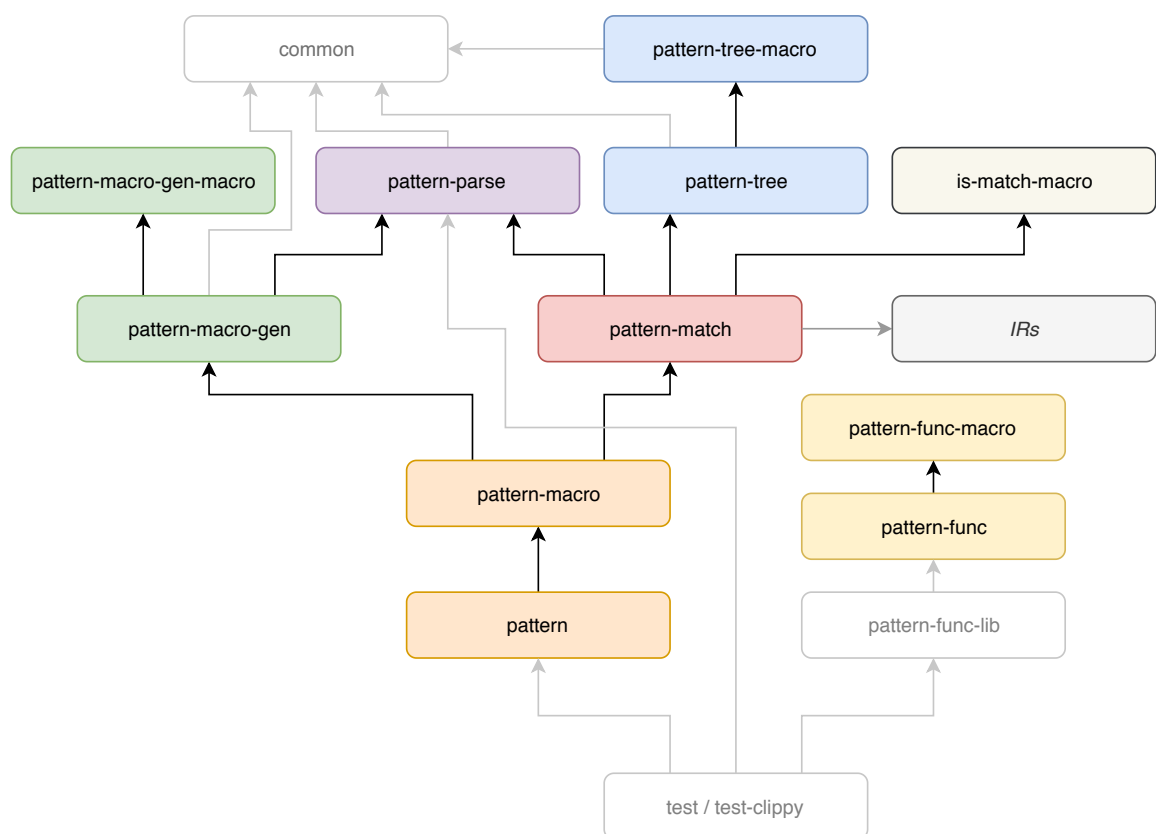 common
pattern-tree-macro
pattern-macro-gen-macro
pattern-parse
pattern-tree
is-match-macro
pattern-macro-gen
pattern-match
IRs
pattern-func-macro
pattern-macro
pattern-func
pattern
pattern-func-lib
test / test-clippy